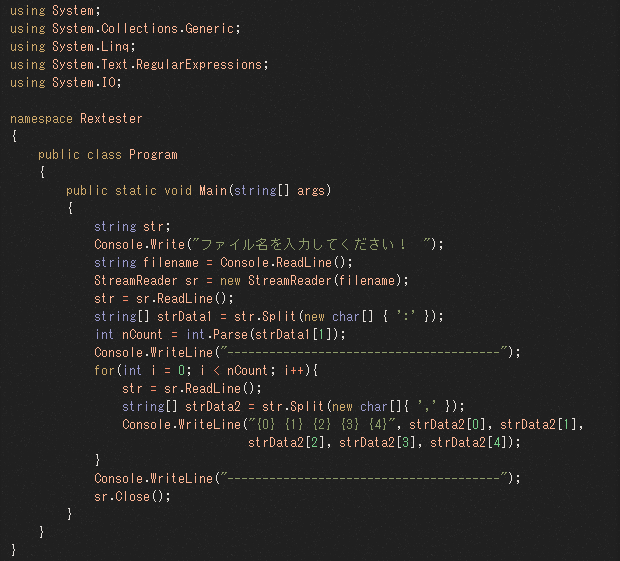 using System;
using System.Collections.Generic;
using System.Linq;
using System.Text.RegularExpressions;
using System.IO;

namespace Rextester
{
    public class Program
    {
        public static void Main(string[] args)
        {
            string str;
            Console.Write("ファイル名を入力してください！　");
            string filename = Console.ReadLine();
            StreamReader sr = new StreamReader(filename);
            str = sr.ReadLine();
            string[] strData1 = str.Split(new char[] { ':' });
            int nCount = int.Parse(strData1[1]);
            Console.WriteLine("---------------------------------------");
            for(int i = 0; i < nCount; i++){
                str = sr.ReadLine();
                string[] strData2 = str.Split(new char[]{ ',' });
                Console.WriteLine("{0} {1} {2} {3} {4}", strData2[0], strData2[1],
                                  strData2[2], strData2[3], strData2[4]);
            }
            Console.WriteLine("---------------------------------------");
            sr.Close();
        }
    }
}